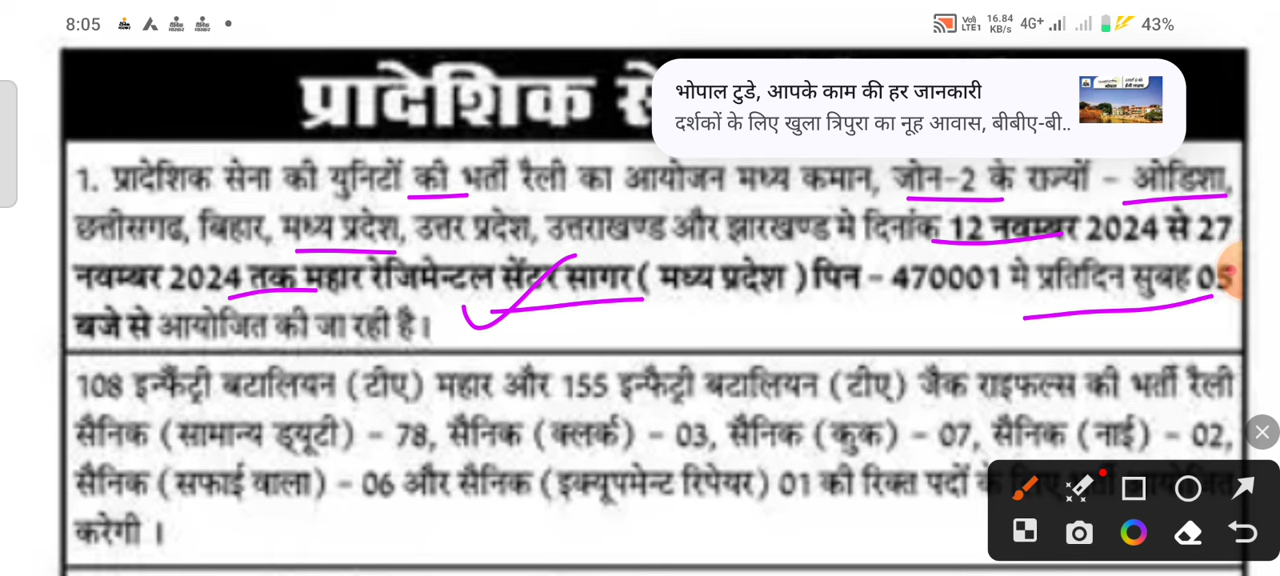 8:05
Vo)) LTE1 16.84 KB/s 4G+ 43%
प्रादेशिक
भोपाल टुडे, आपके काम की हर जानकारी
दर्शकों के लिए खुला त्रिपुरा का नूह आवास, बीबीए-बी..
1. प्रादेशिक सेना की युनिटों की भर्ती रैली का आयोजन मध्य कमान, जोन-2 के राज्यों - ओडिशा,
छत्तीसगढ, बिहार, मध्य प्रदेश, उत्तर प्रदेश, उत्तराखण्ड और झारखण्ड मे दिनांक 12 नवम्बर 2024 से 27
नवम्बर 2024 तक महार रेजिमेन्टल सेंटर सागर ( मध्य प्रदेश ) पिन - 470001 मे प्रतिदिन सुबह 05
बजे से आयोजित की जा रही है।
108 इन्फैंट्री बटालियन (टीए) महार और 155 इन्फैट्री बटालियन (टीए) जैक राइफल्स की भर्ती रैली
सैनिक (सामान्य ड्यूटी) - 78, सैनिक (क्लर्क) - 03, सैनिक (कुक) - 07, सैनिक (नाई) - 02,
सैनिक (सफाई वाला) - 06 और सैनिक (इक्यूपमेन्ट रिपेयर) 01 की रिक्त पदों के लिए
करेगी ।